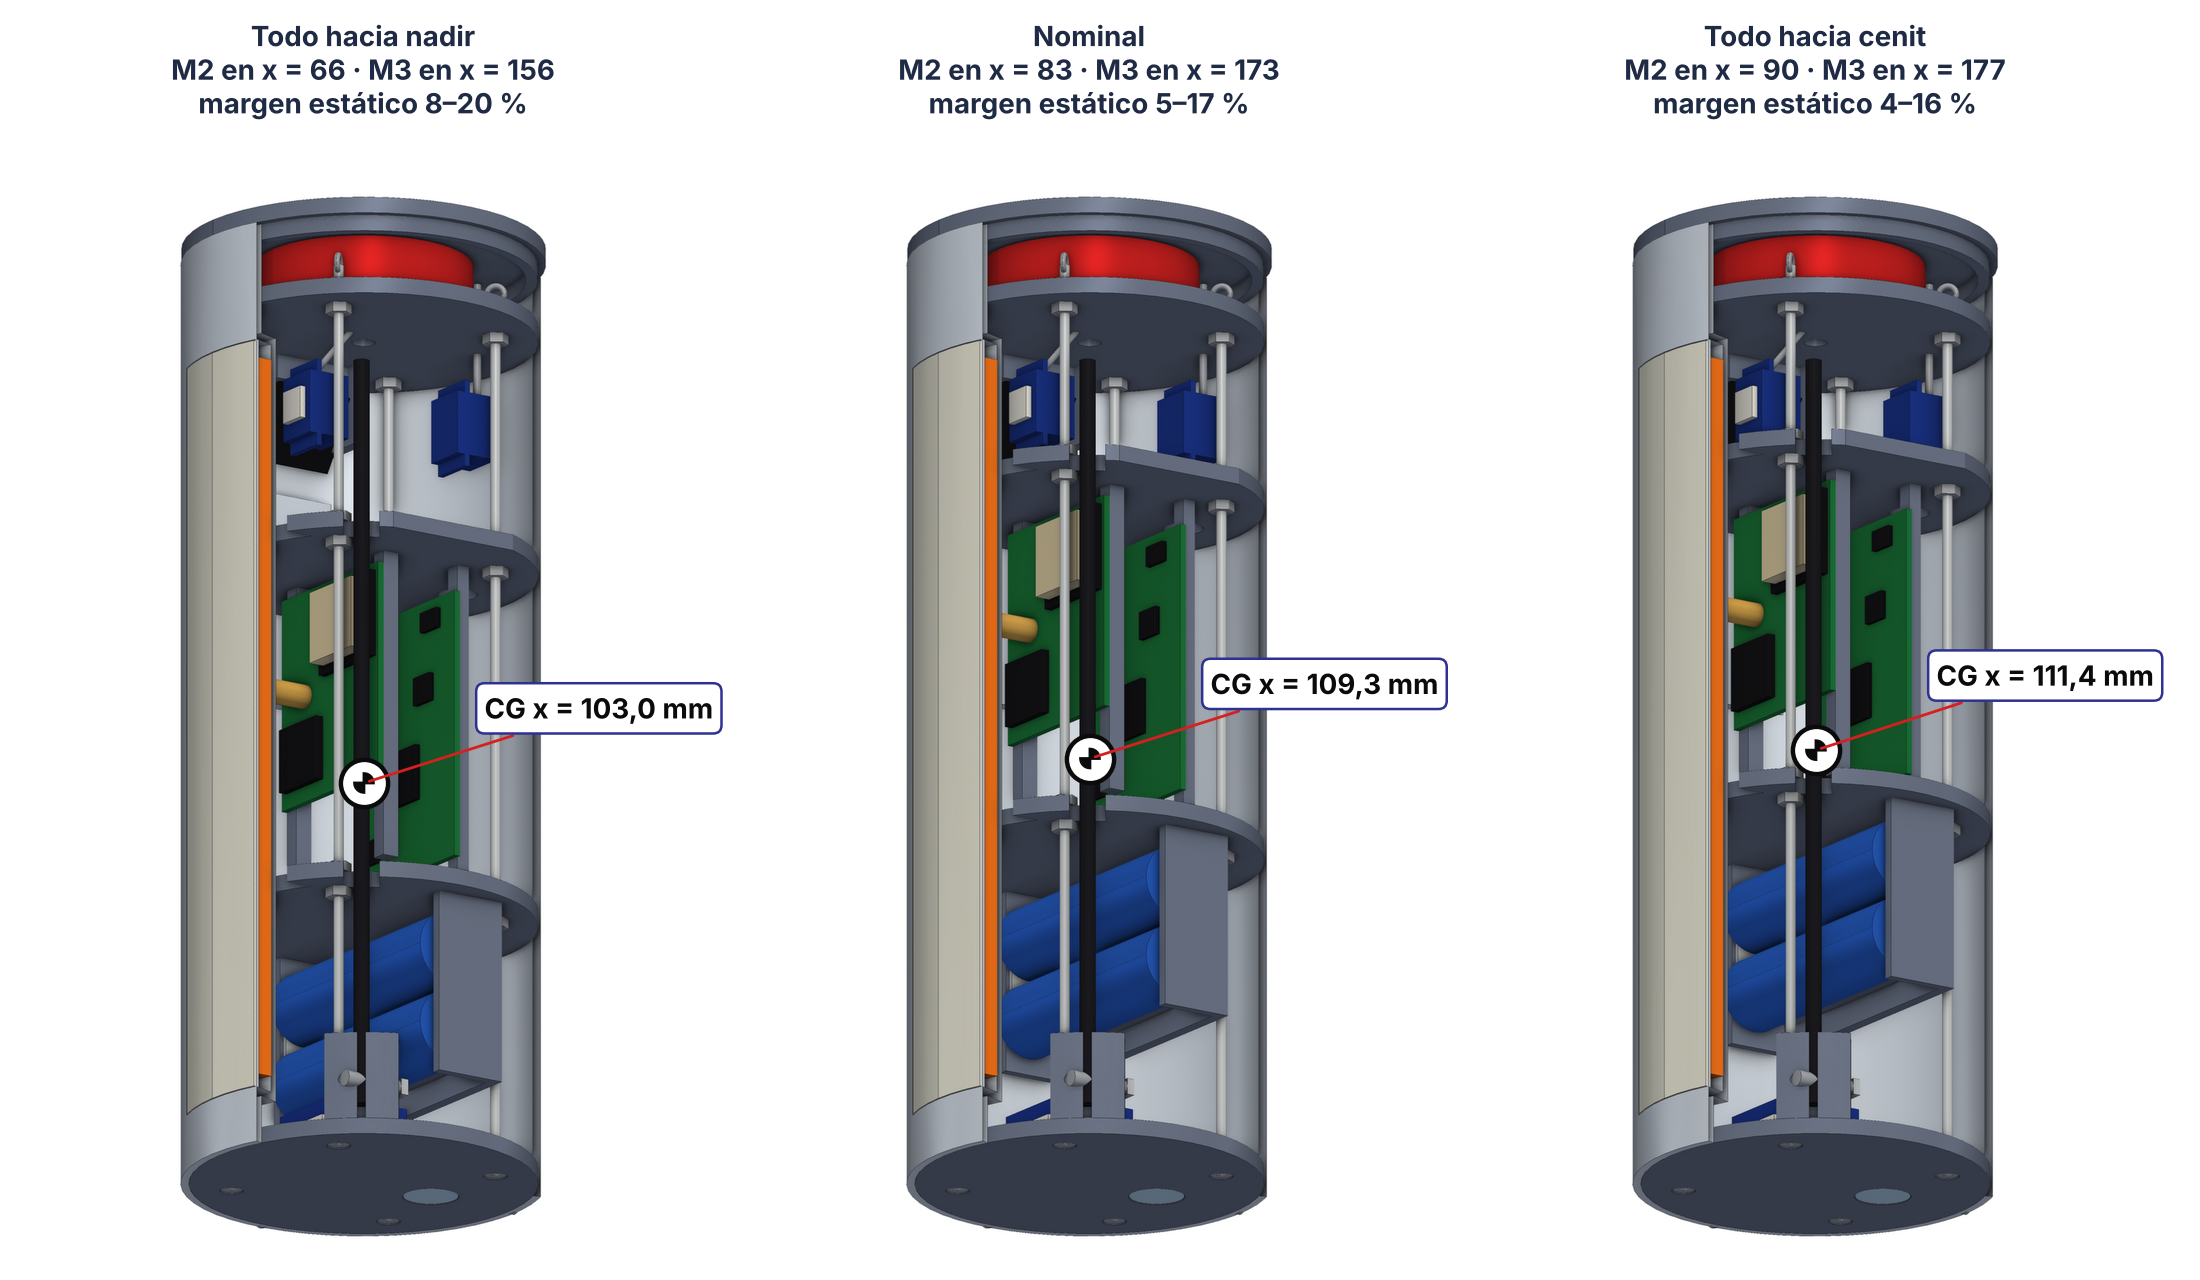 Todo hacia nadir
M2 en x = 66 · M3 en x = 156
margen estático 8–20 %
Nominal
M2 en x = 83 · M3 en x = 173
margen estático 5–17 %
Todo hacia cenit
M2 en x = 90 · M3 en x = 177
margen estático 4–16 %
CG x = 103,0 mm
CG x = 109,3 mm
CG x = 111,4 mm